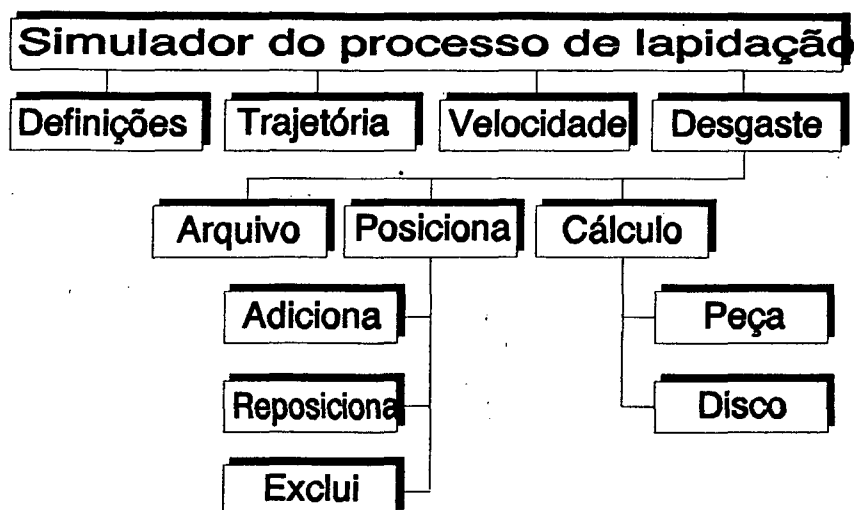 Simulador do processo de lapidação
Definições Trajetória Velocidade Desgaste
Arquivo Posiciona Cálculo
Adiciona Peça
Reposiciona Disco
Exclui